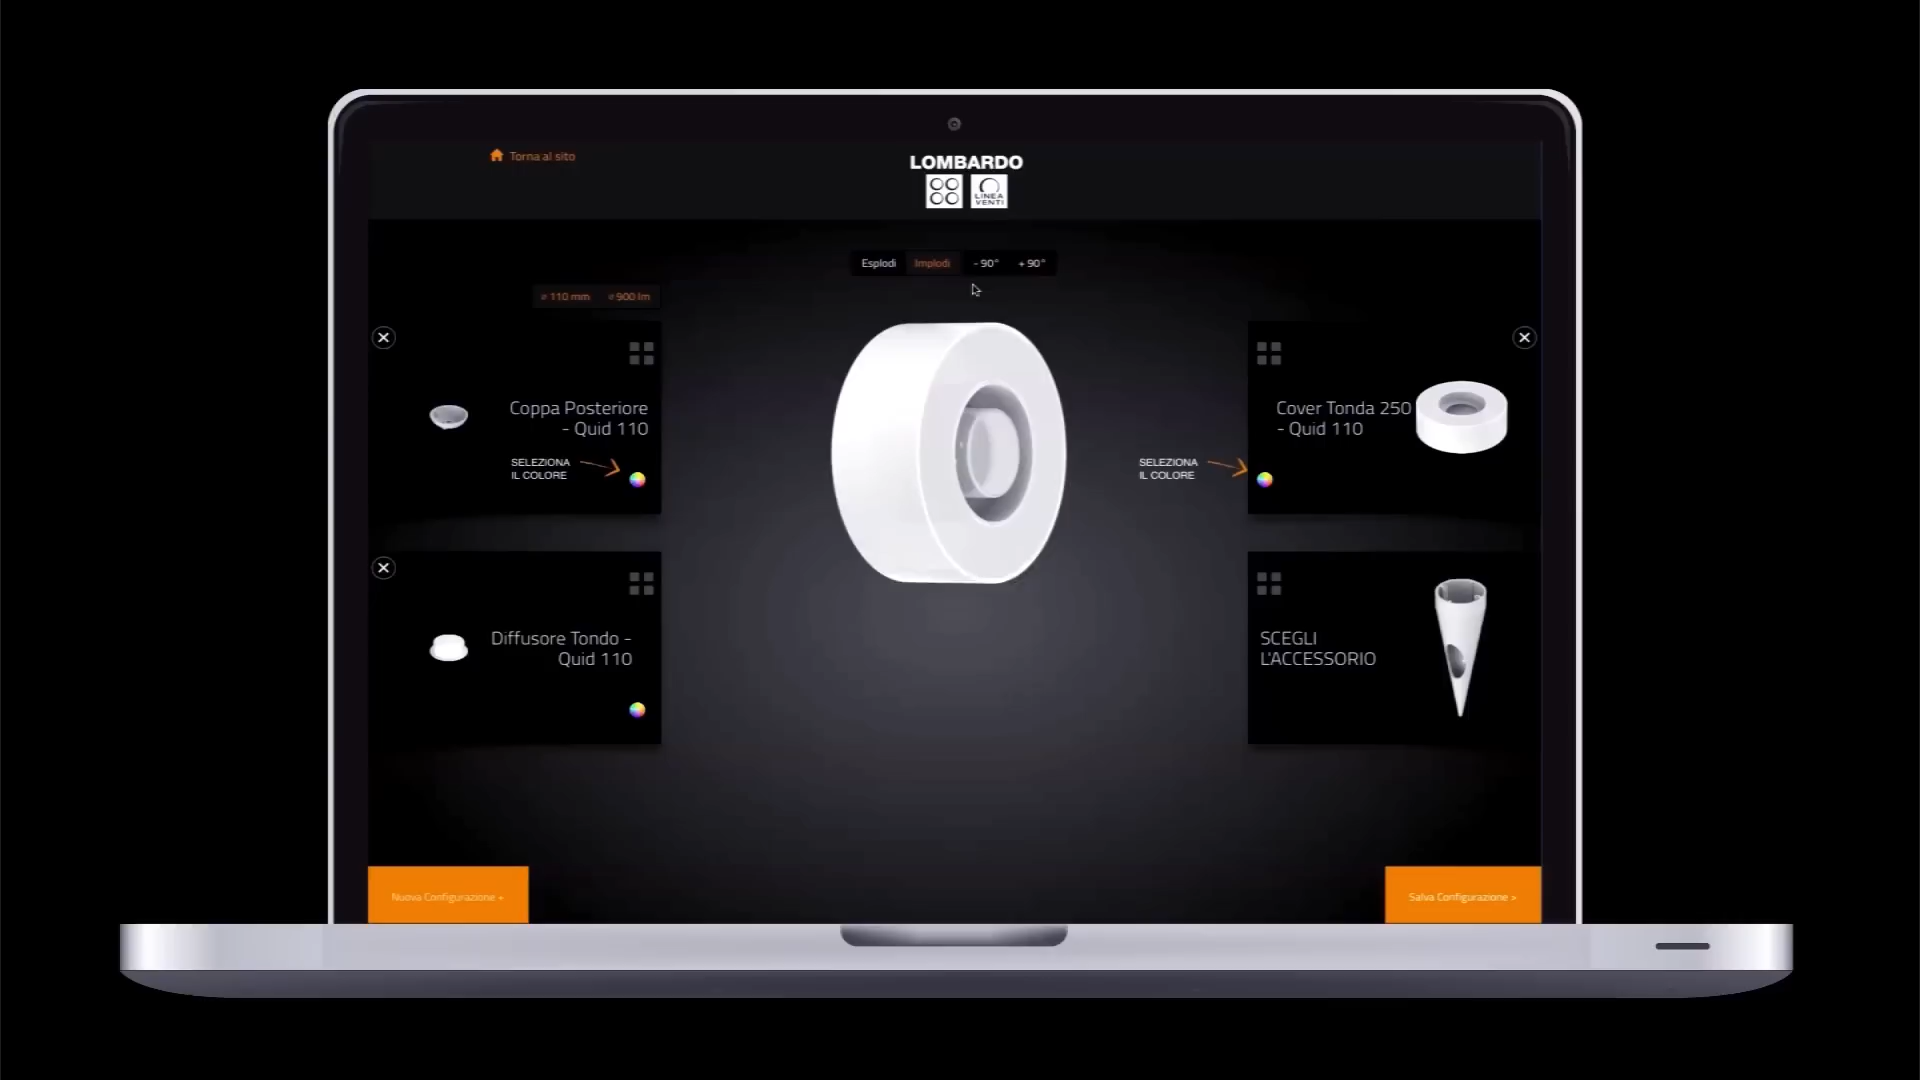 Torna al sito
LOMBARDO
LINEA
VENTI
Esplodi Implodi - 90° + 90°
ø 110 mm ø 900 lm
Coppa Posteriore
- Quid 110
SELEZIONA
IL COLORE
Cover Tonda 250
- Quid 110
SELEZIONA
IL COLORE
Diffusore Tondo -
Quid 110
SCEGLI
L'ACCESSORIO
Nuova Configurazione +
Salva Configurazione >